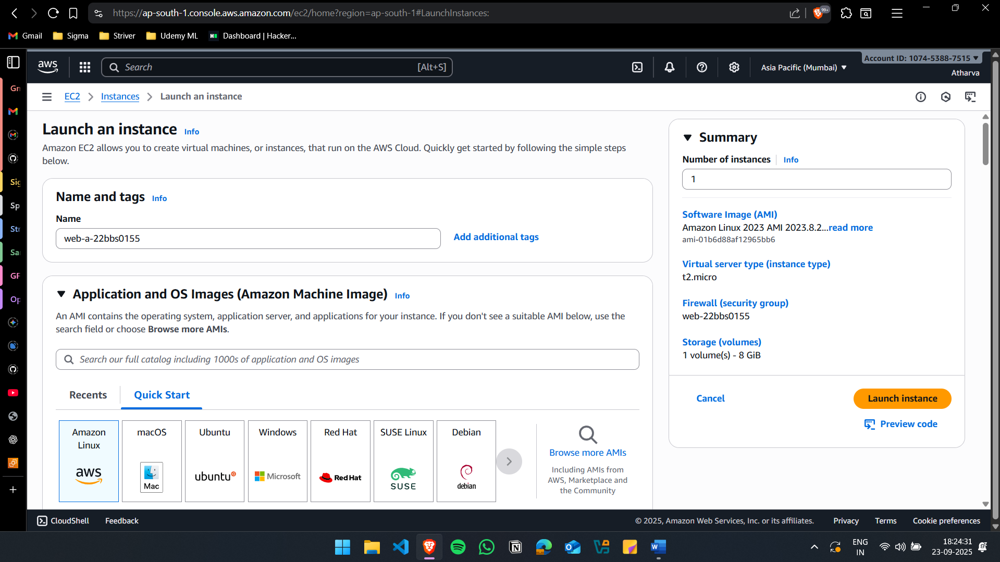 https://ap-south-1.console.aws.amazon.com/ec2/home?region=ap-south-1#LaunchInstances:
99+
Gmail
Sigma
Striver
Udemy ML
Dashboard | Hacker...
aws
Search
[Alt+S]
Asia Pacific (Mumbai)
Account ID: 1074-5388-7515
Atharva
Gm
Sig
Sp
Str
Sa
GF
Op
EC2
Instances
Launch an instance
Launch an instance
Info
Amazon EC2 allows you to create virtual machines, or instances, that run on the AWS Cloud. Quickly get started by following the simple steps
below.
Name and tags
Info
Name
web-a-22bbs0155
Add additional tags
Application and OS Images (Amazon Machine Image)
Info
An AMI contains the operating system, application server, and applications for your instance. If you don't see a suitable AMI below, use the
search field or choose Browse more AMIs.
Search our full catalog including 1000s of application and OS images
Recents
Quick Start
Amazon
Linux
aws
macOS
Mac
Ubuntu
ubuntu
Windows
Microsoft
Red Hat
Red Hat
SUSE Linux
SUSE
Debian
debian
Browse more AMIs
Including AMIs from
AWS, Marketplace and
the Community
Summary
Number of instances
Info
1
Software Image (AMI)
Amazon Linux 2023 AMI 2023.8.2...read more
ami-01b6d88af12965bb6
Virtual server type (instance type)
t2.micro
Firewall (security group)
web-22bbs0155
Storage (volumes)
1 volume(s) - 8 GiB
Cancel
Launch instance
Preview code
CloudShell
Feedback
© 2025, Amazon Web Services, Inc. or its affiliates.
Privacy
Terms
Cookie preferences
ENG
IN
18:24:31
23-09-2025